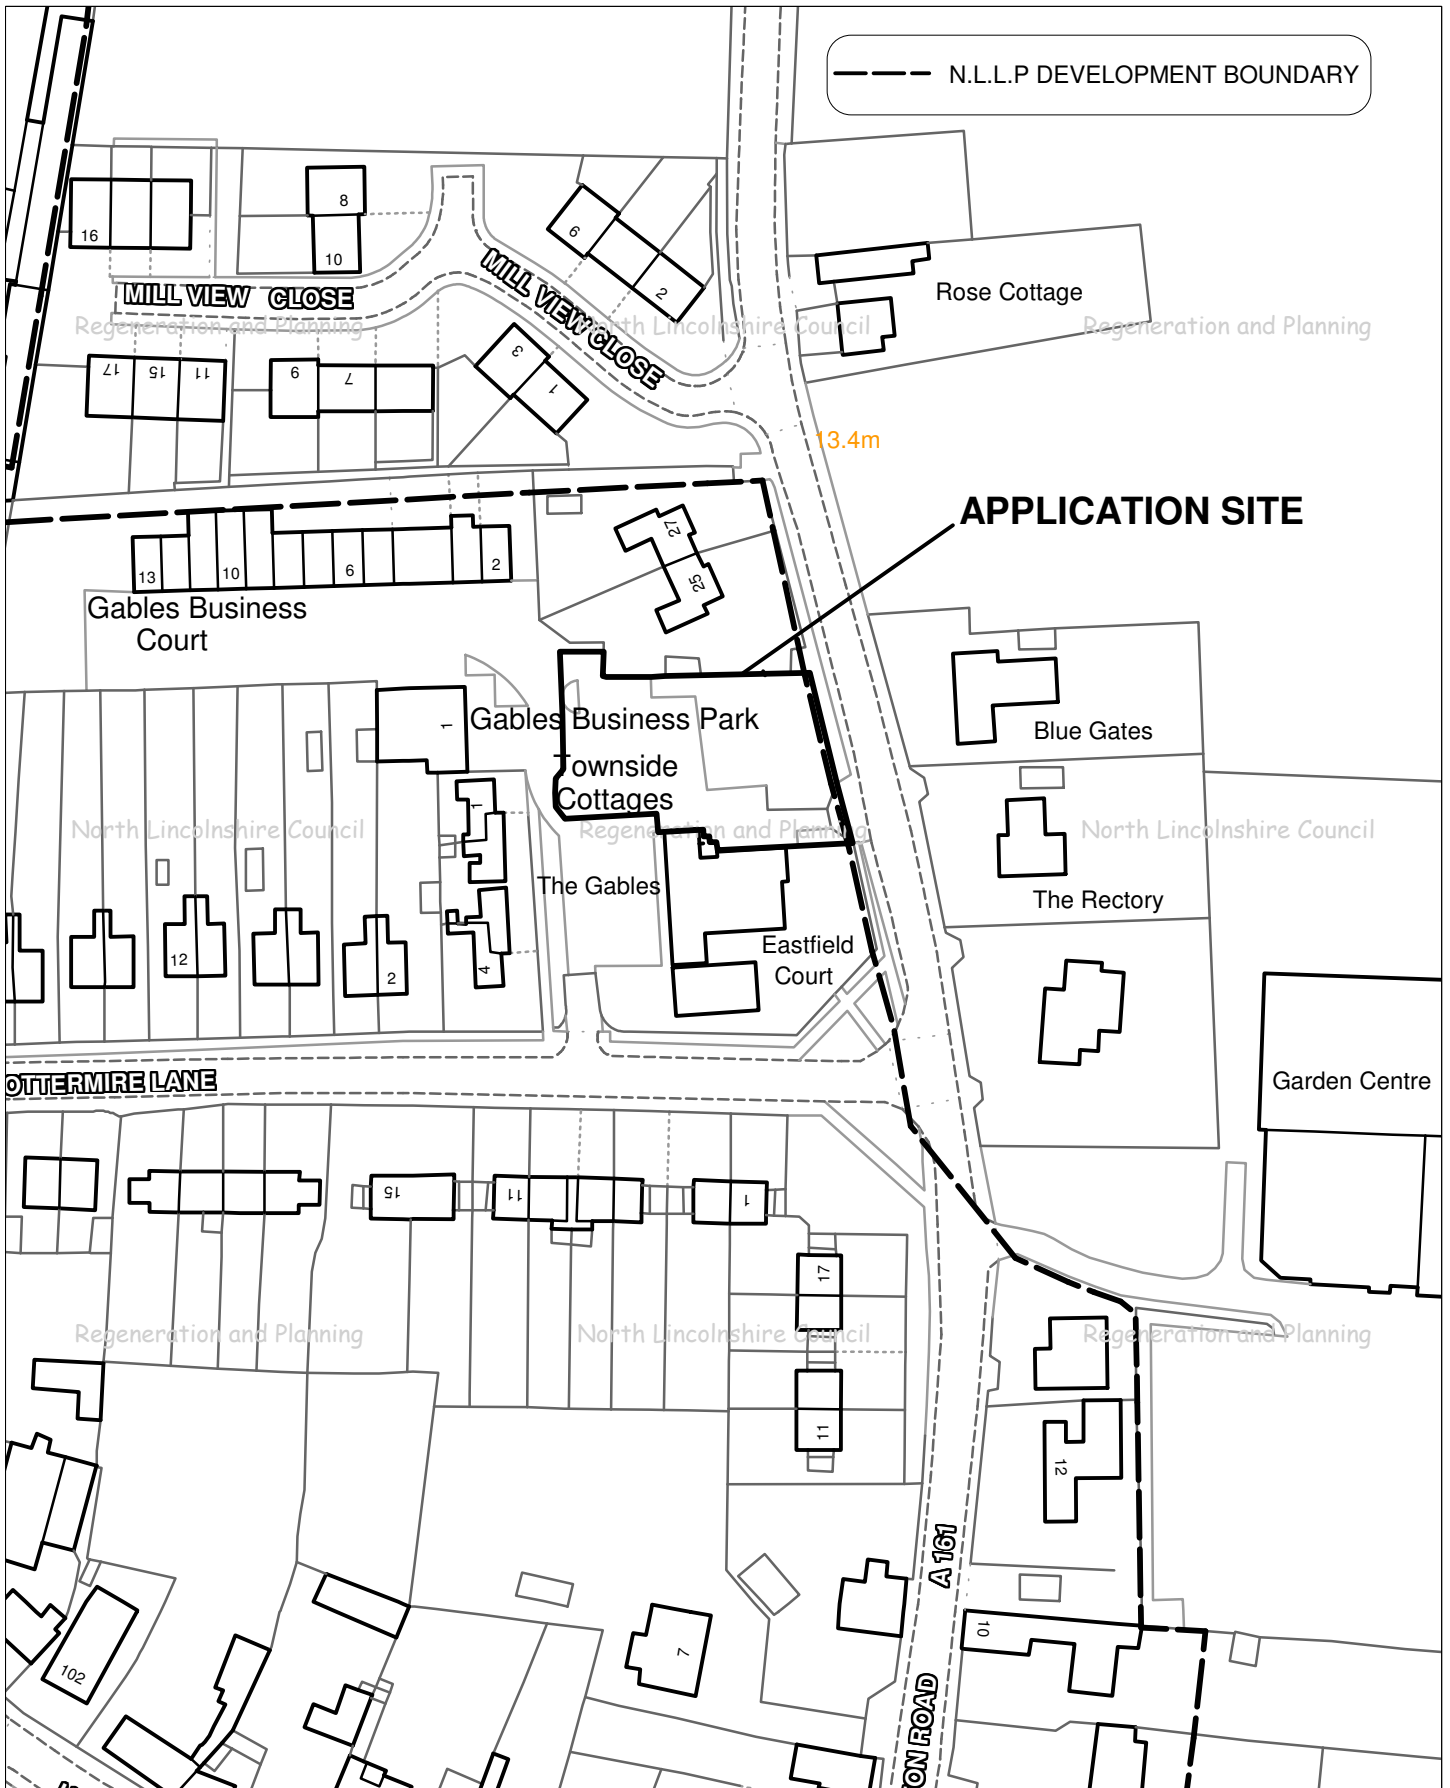 N.L.L.P DEVELOPMENT BOUNDARY
8
16
10
6
2
MILL VIEW CLOSE
MILL VIEW CLOSE
Rose Cottage
Regeneration and Planning
North Lincolnshire Council
Regeneration and Planning
17
15
11
9
7
3
1
13.4m
APPLICATION SITE
27
25
13
10
6
2
Gables Business
Court
Gables Business Park
1
Blue Gates
Townside
Cottages
1
North Lincolnshire Council
Regeneration and Planning
North Lincolnshire Council
The Gables
The Rectory
Eastfield
Court
12
2
4
Garden Centre
OTTERMIRE LANE
15
11
1
17
Regeneration and Planning
North Lincolnshire Council
Regeneration and Planning
11
12
A 161
10
7
102
ON ROAD